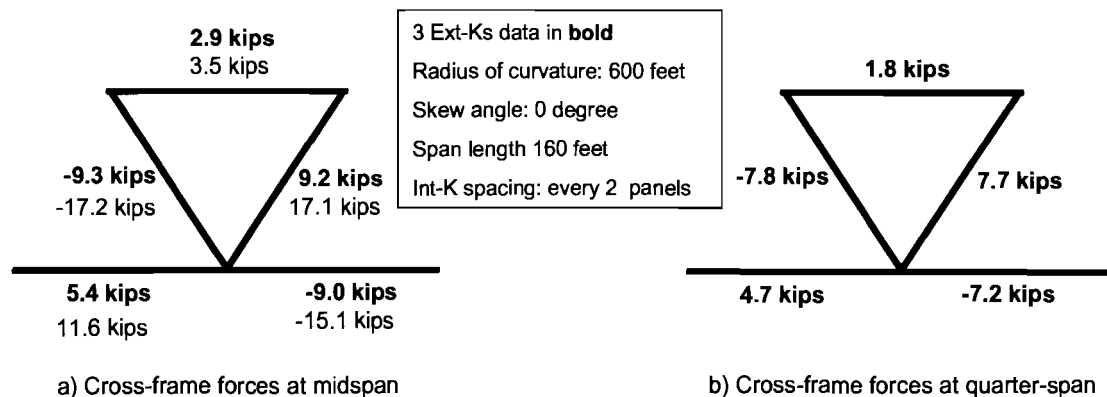 2.9 kips
3.5 kips
-9.3 kips
-17.2 kips
9.2 kips
17.1 kips
5.4 kips
11.6 kips
-9.0 kips
-15.1 kips
a) Cross-frame forces at midspan
3 Ext-Ks data in bold
Radius of curvature: 600 feet
Skew angle: 0 degree
Span length 160 feet
Int-K spacing: every 2 panels
1.8 kips
-7.8 kips
7.7 kips
4.7 kips
-7.2 kips
b) Cross-frame forces at quarter-span